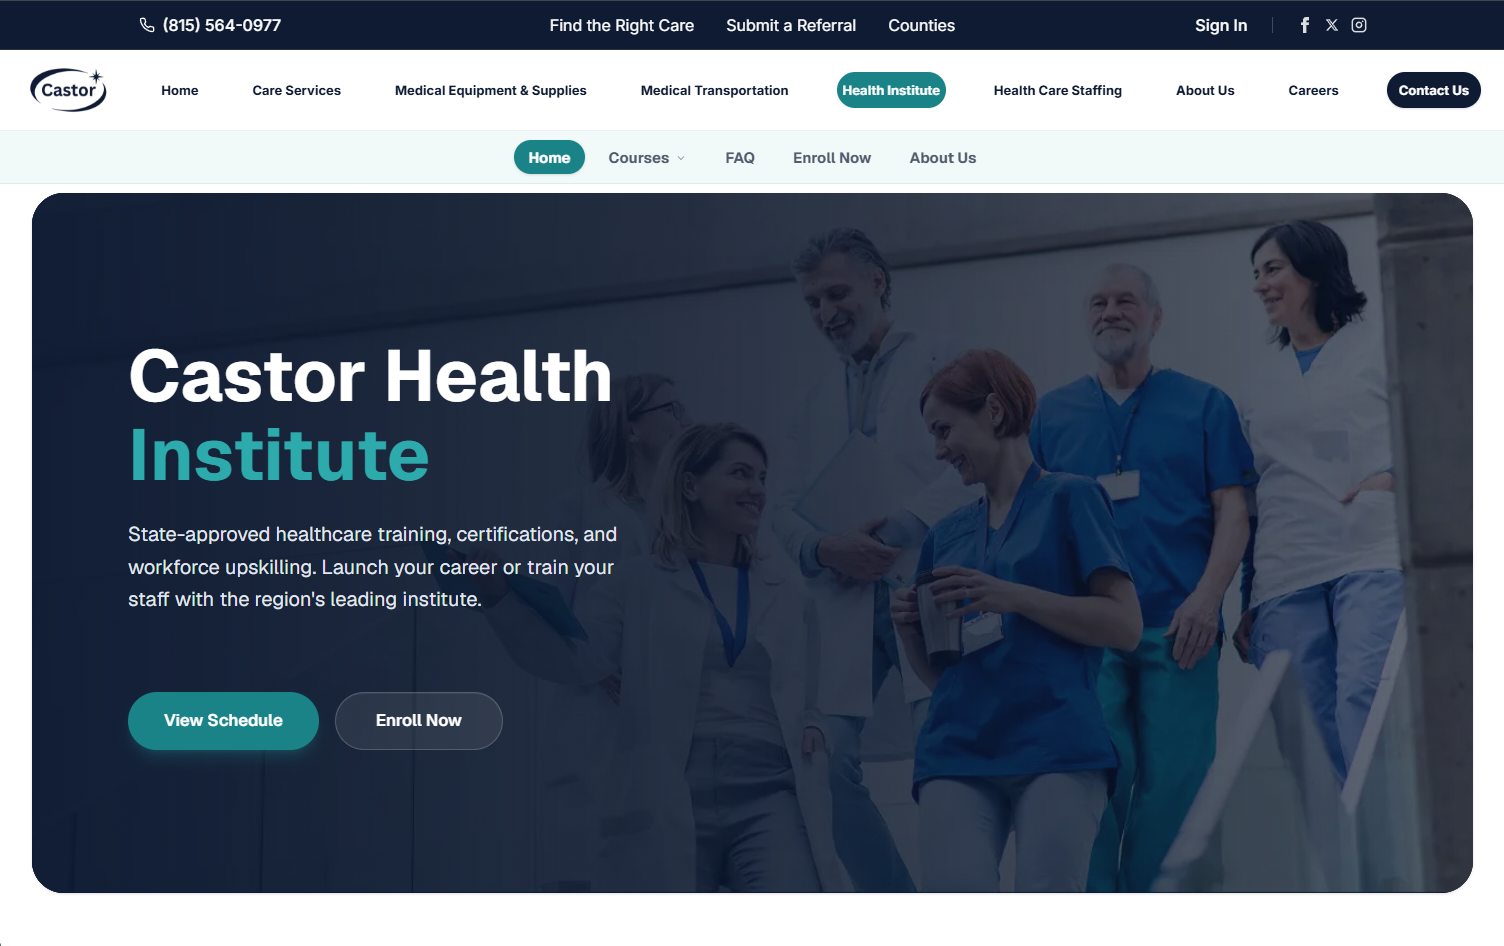 (815) 564-0977
Find the Right Care
Submit a Referral
Counties
Sign In
Castor
Home
Care Services
Medical Equipment & Supplies
Medical Transportation
Health Institute
Health Care Staffing
About Us
Careers
Contact Us
Home
Courses
FAQ
Enroll Now
About Us
Castor Health
Institute
State-approved healthcare training, certifications, and
workforce upskilling. Launch your career or train your
staff with the region's leading institute.
View Schedule
Enroll Now